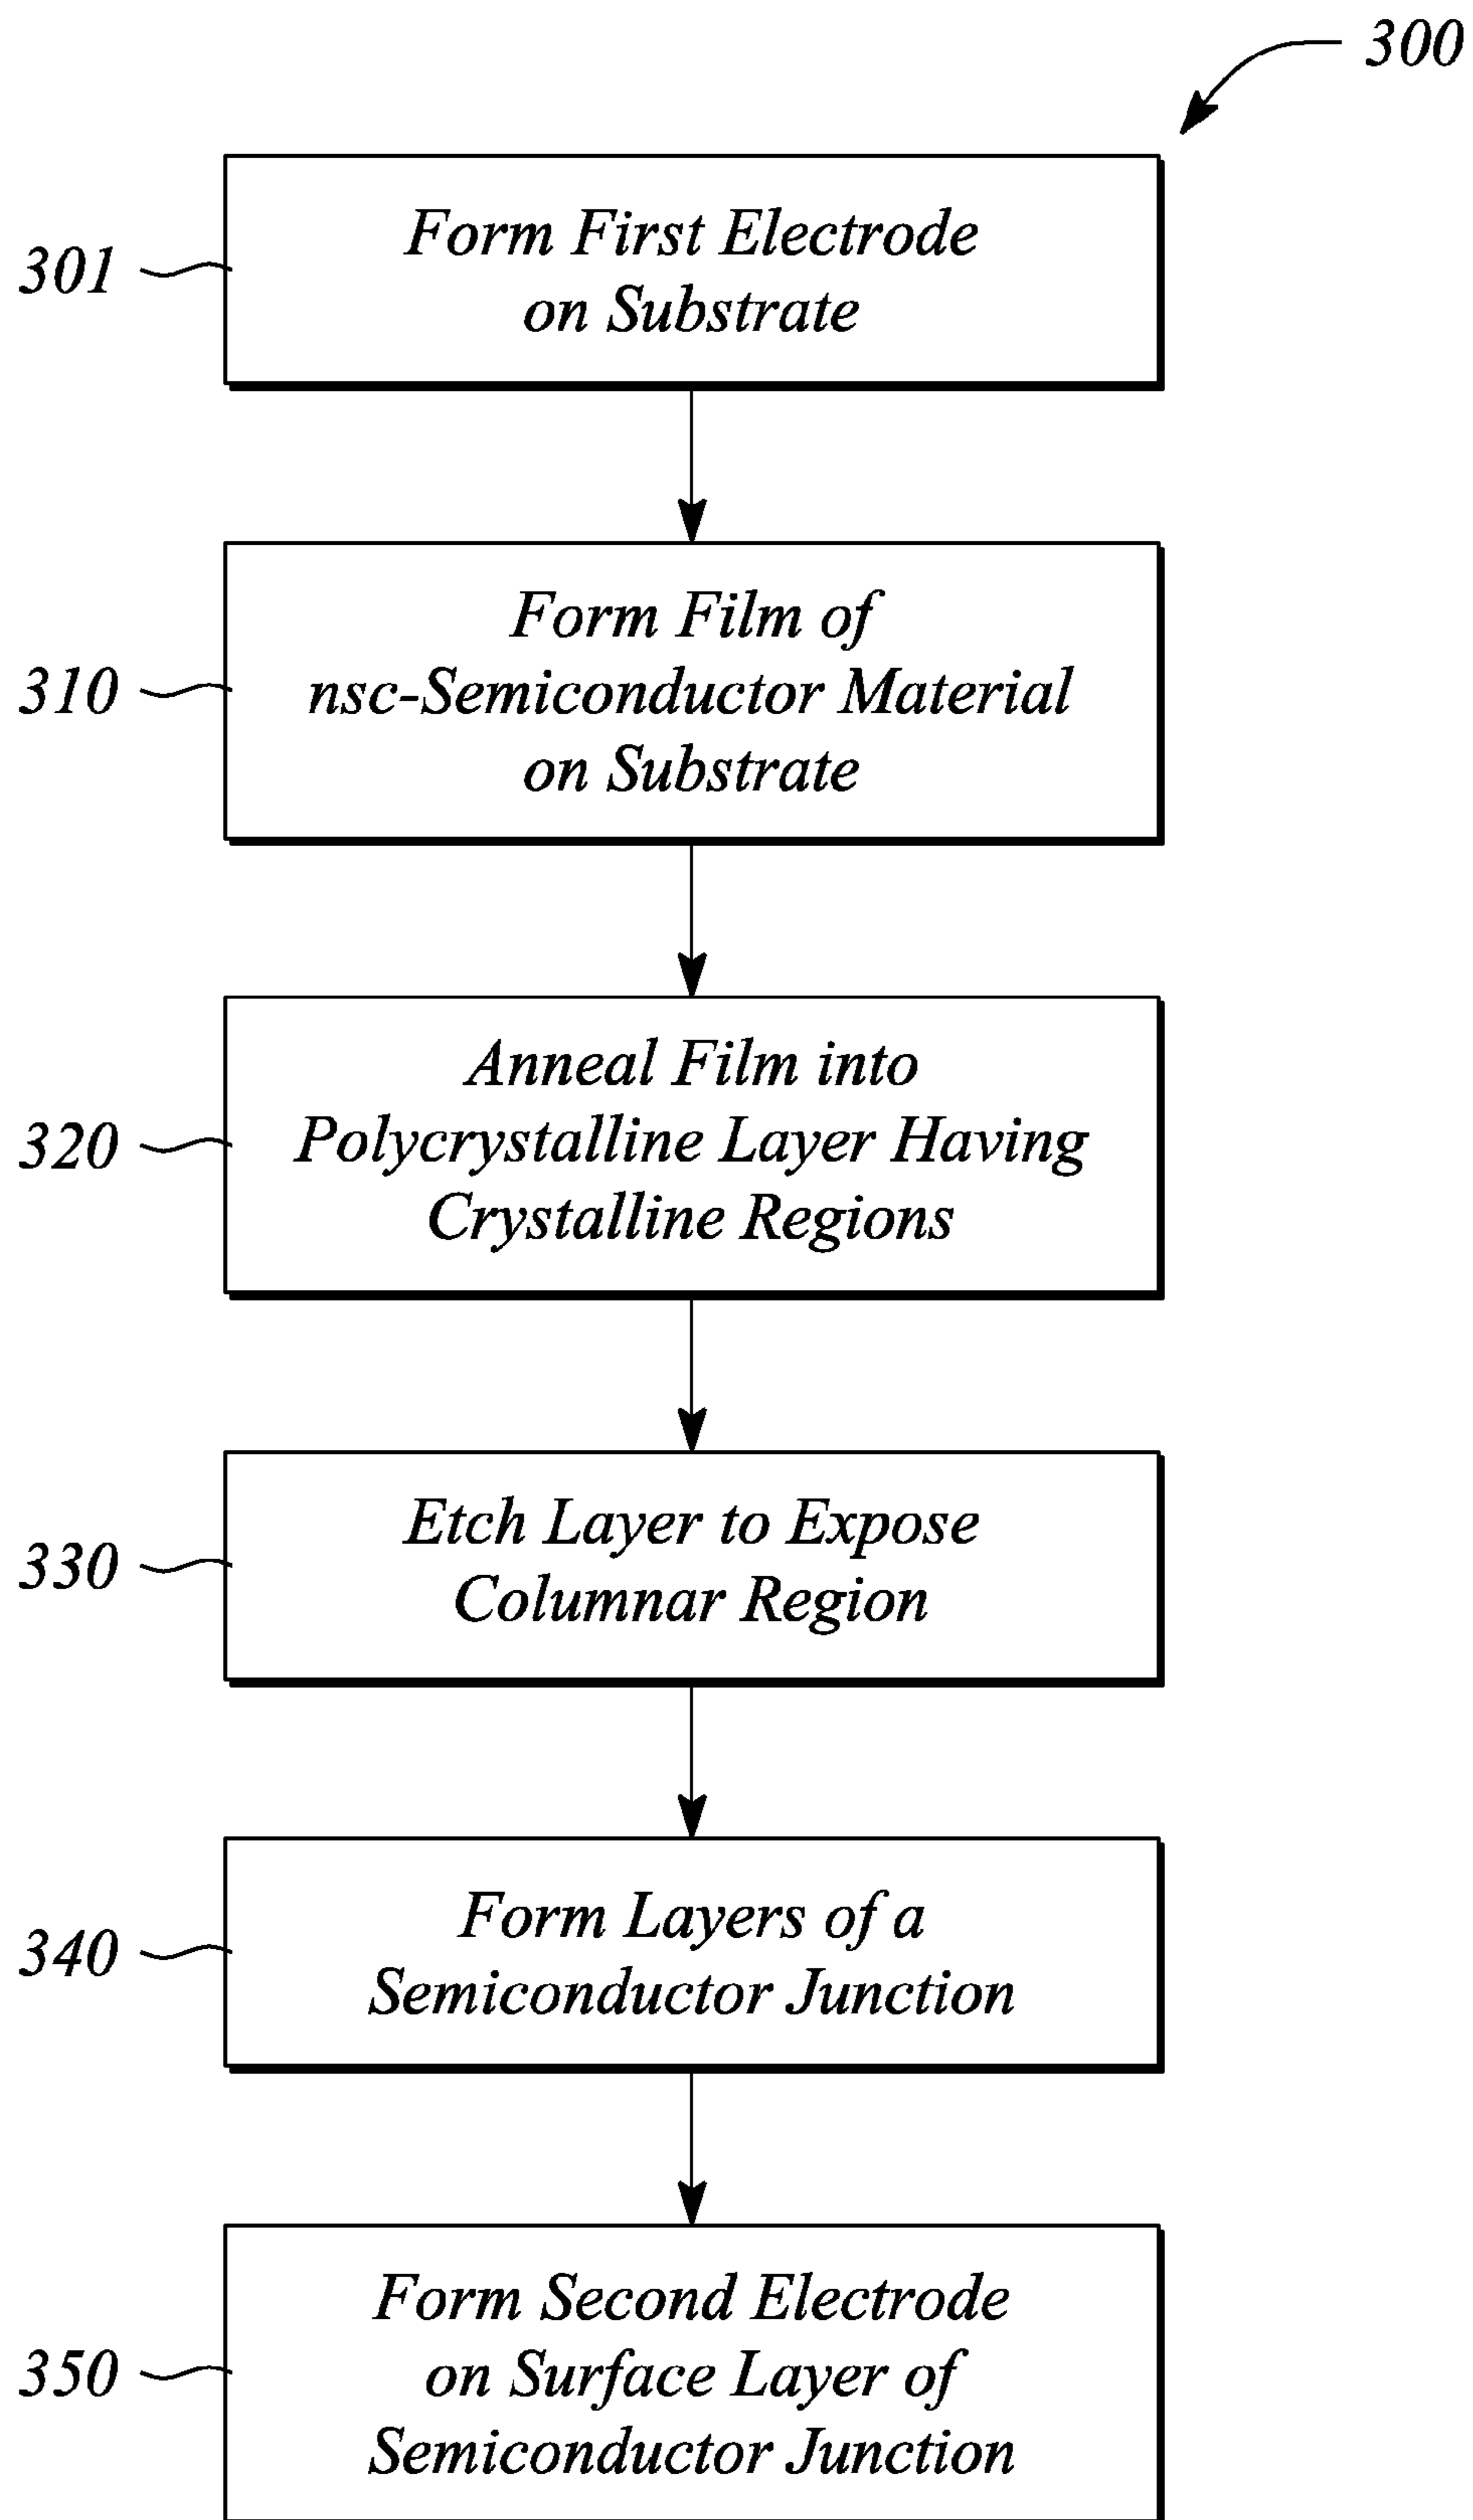 300
301
Form First Electrode
on Substrate
310
Form Film of
nsc-Semiconductor Material
on Substrate
320
Anneal Film into
Polycrystalline Layer Having
Crystalline Regions
330
Etch Layer to Expose
Columnar Region
340
Form Layers of a
Semiconductor Junction
350
Form Second Electrode
on Surface Layer of
Semiconductor Junction